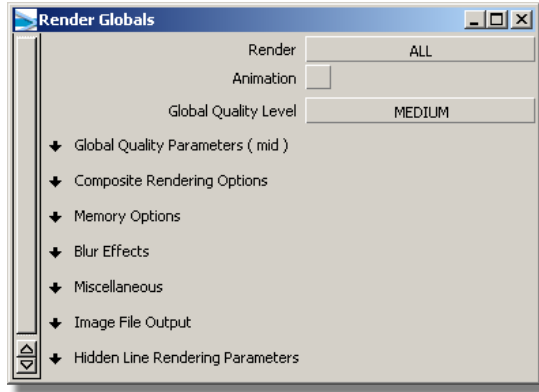 Render Globals
Render ALL
Animation
Global Quality Level MEDIUM
Global Quality Parameters ( mid )
Composite Rendering Options
Memory Options
Blur Effects
Miscellaneous
Image File Output
Hidden Line Rendering Parameters